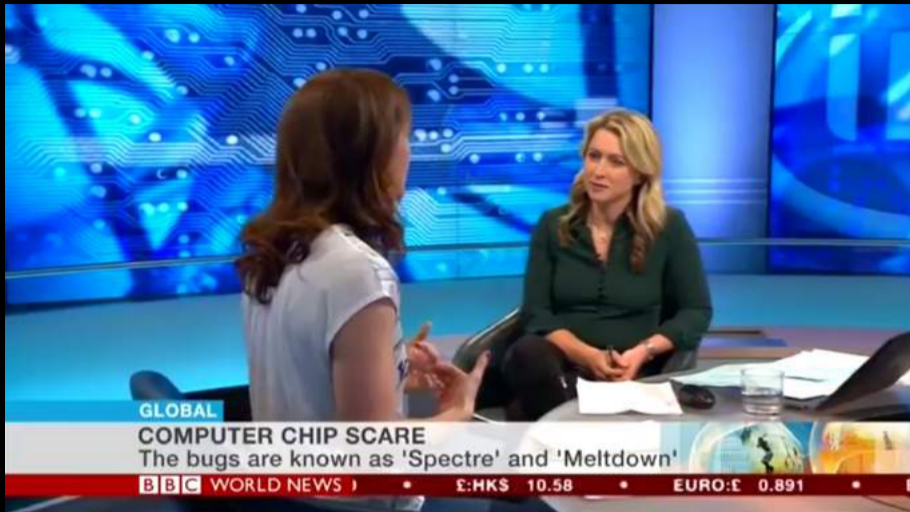 GLOBAL
COMPUTER CHIP SCARE
The bugs are known as 'Spectre' and 'Meltdown'
BBC WORLD NEWS £:HK$ 10.58 EURO:£ 0.891